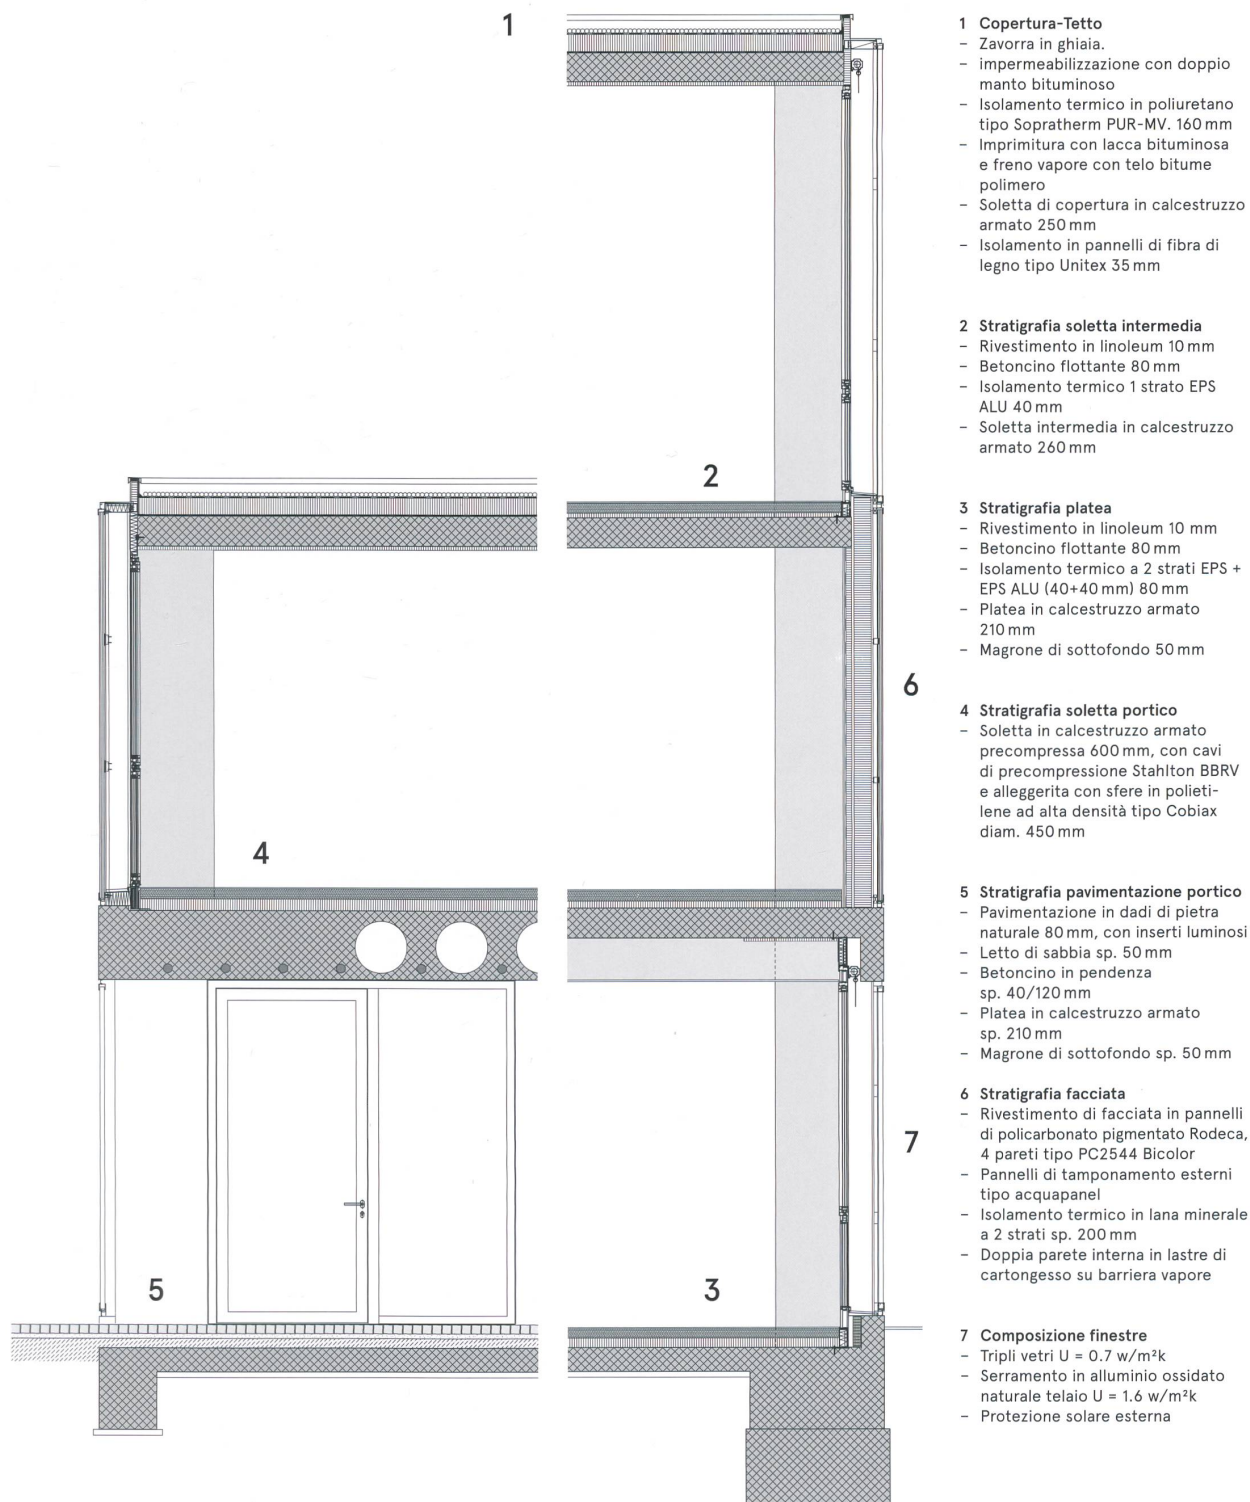 1 Copertura-Tetto
– Zavorra in ghiaia.
– impermeabilizzazione con doppio
manto bituminoso
– Isolamento termico in poliuretano
tipo Sopratherm PUR-MV. 160 mm
– Imprimitura con lacca bituminosa
e freno vapore con telo bitume
polimero
– Soletta di copertura in calcestruzzo
armato 250 mm
– Isolamento in pannelli di fibra di
legno tipo Unitex 35 mm
2 Stratigrafia soletta intermedia
– Rivestimento in linoleum 10 mm
– Betoncino flottante 80 mm
– Isolamento termico 1 strato EPS
ALU 40 mm
– Soletta intermedia in calcestruzzo
armato 260 mm
3 Stratigrafia platea
– Rivestimento in linoleum 10 mm
– Betoncino flottante 80 mm
– Isolamento termico a 2 strati EPS +
EPS ALU (40+40 mm) 80 mm
– Platea in calcestruzzo armato
210 mm
– Magrone di sottofondo 50 mm
4 Stratigrafia soletta portico
– Soletta in calcestruzzo armato
precompressa 600 mm, con cavi
di precompressione Stahlton BBRV
e alleggerita con sfere in polieti-
lene ad alta densità tipo Cobiax
diam. 450 mm
5 Stratigrafia pavimentazione portico
– Pavimentazione in dadi di pietra
naturale 80 mm, con inserti luminosi
– Letto di sabbia sp. 50 mm
– Betoncino in pendenza
sp. 40/120 mm
– Platea in calcestruzzo armato
sp. 210 mm
– Magrone di sottofondo sp. 50 mm
6 Stratigrafia facciata
– Rivestimento di facciata in pannelli
di policarbonato pigmentato Rodeca,
4 pareti tipo PC2544 Bicolor
– Pannelli di tamponamento esterni
tipo acquapanel
– Isolamento termico in lana minerale
a 2 strati sp. 200 mm
– Doppia parete interna in lastre di
cartongesso su barriera vapore
7 Composizione finestre
– Tripli vetri U = 0.7 w/m²k
– Serramento in alluminio ossidato
naturale telaio U = 1.6 w/m²k
– Protezione solare esterna
1
2
6
4
7
5
3